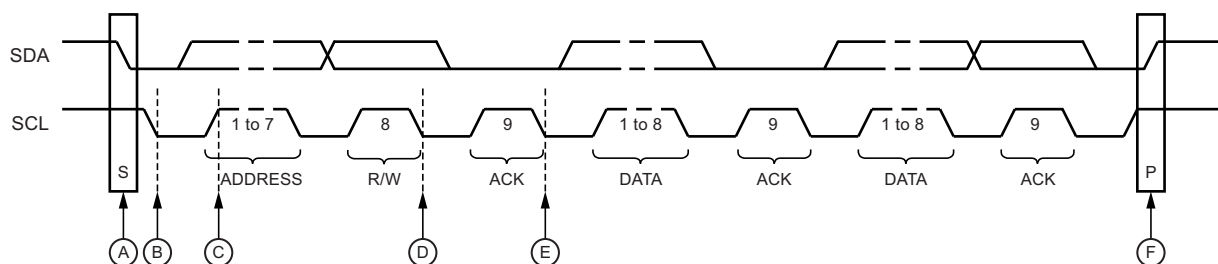 SDA
SCL
1 to 7
8
9
1 to 8
9
1 to 8
9
S
ADDRESS
R/W
ACK
DATA
ACK
DATA
ACK
P
A
B
C
D
E
F